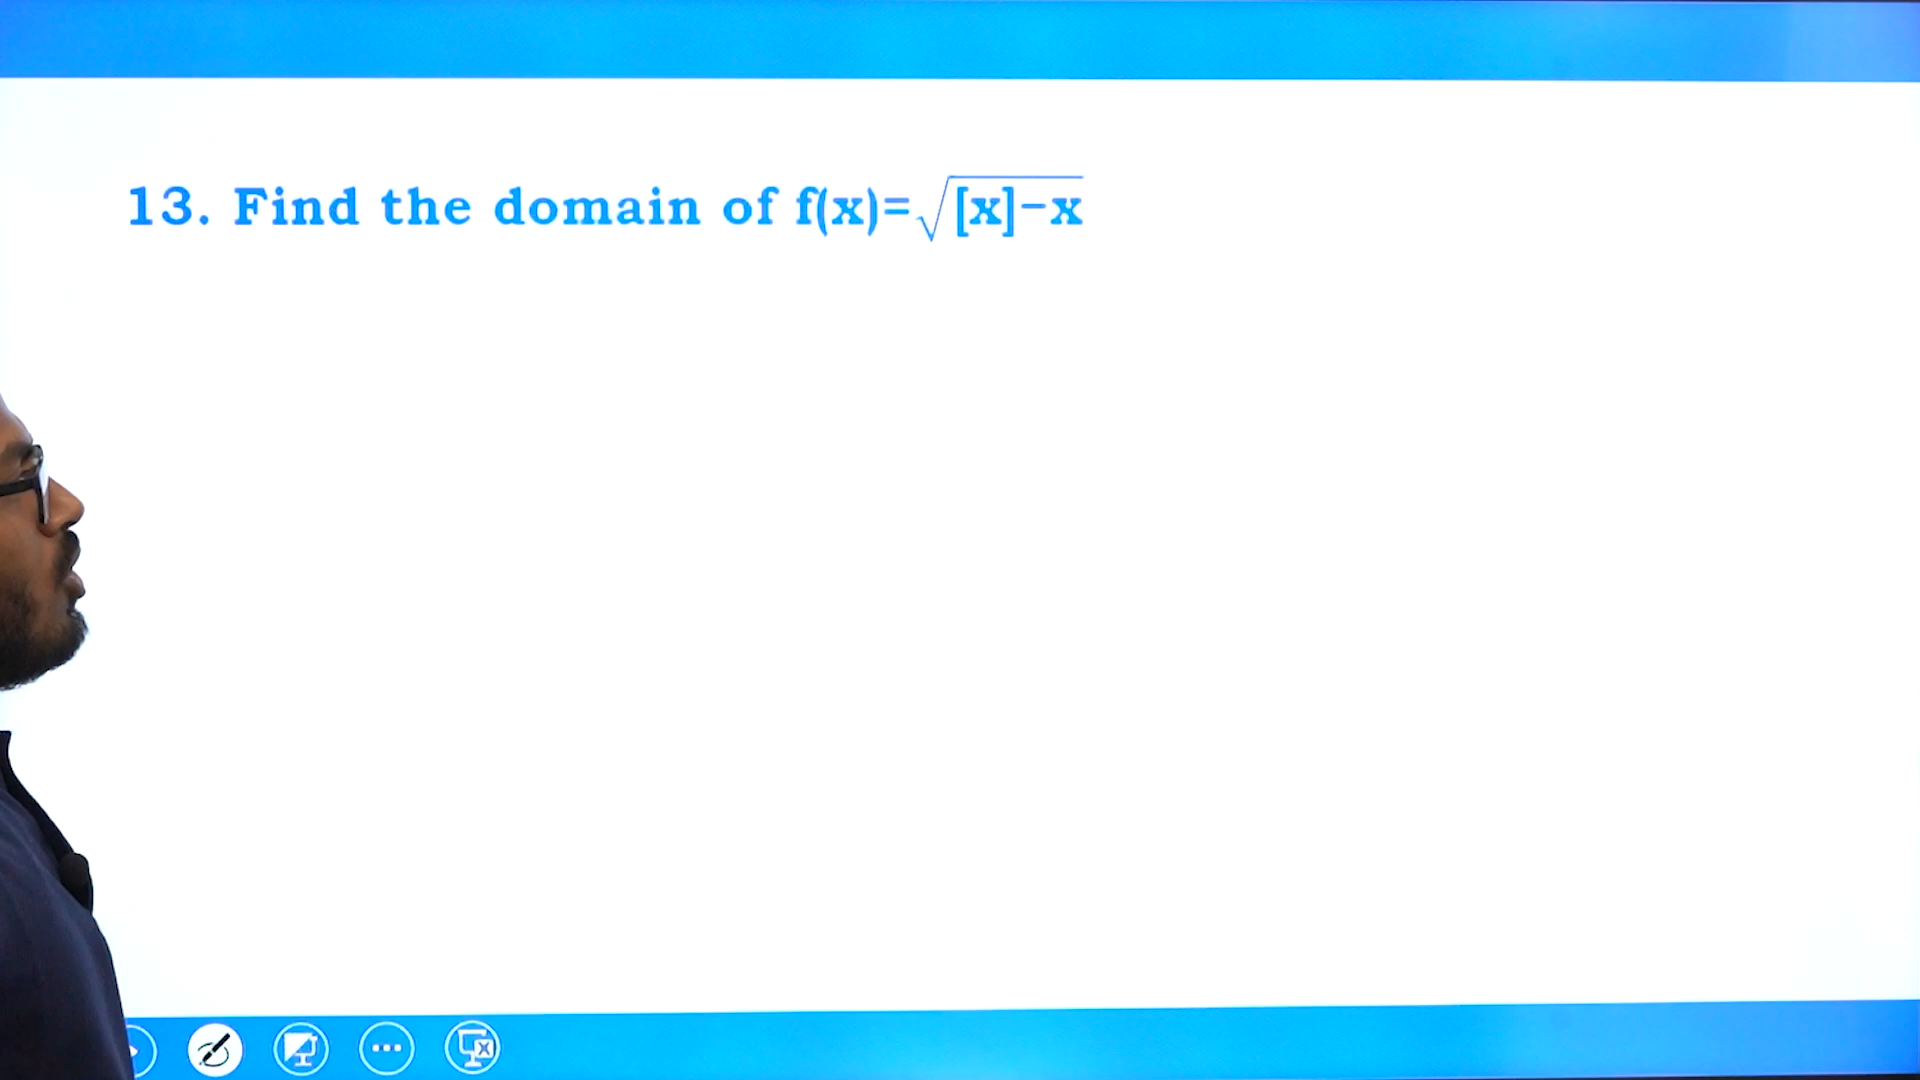 13. Find the domain of f(x)=√[x]−x